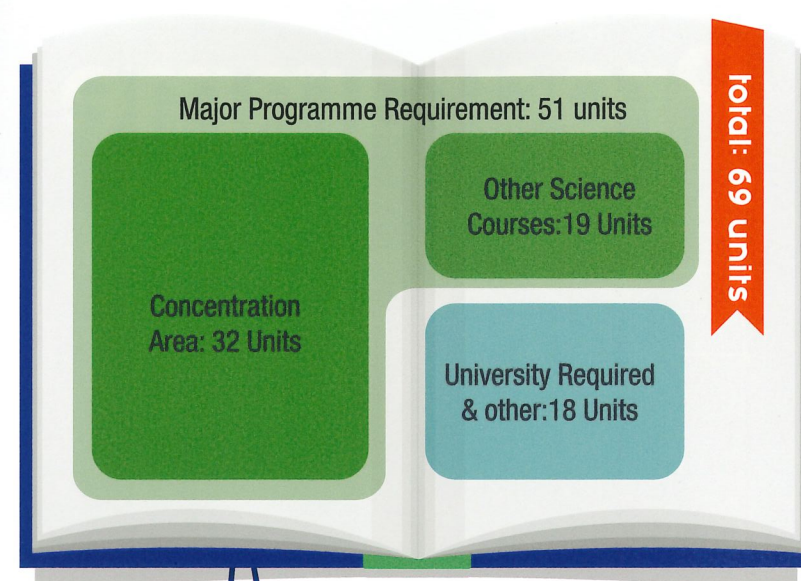 Major Programme Requirement: 51 units
Concentration
Area: 32 Units
Other Science
Courses:19 Units
University Required
& other:18 Units
total: 69 units